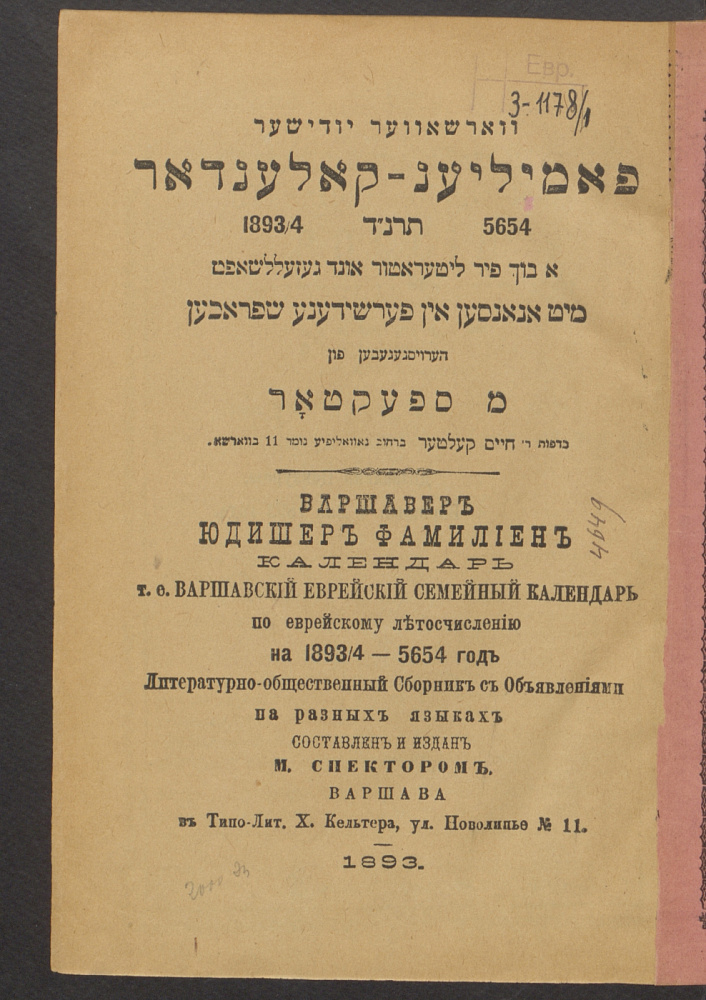 Евр.
3-1178/1
ווארשאווער יודישער
פאמיליענ-קאלענדאר
1893/4 תרנ״ד 5654
א בוך פיר ליטעראטור אונד געזעללשאפט
מיט אנאנסען אין פערשידענע שפראכען
הערויסגעגעבען פון
מ ספעקטאָר
בדפוס ר׳ חיים קעלטער ברחוב נאוואליפיע נומר 11 בווארשא.
ВАРШАВЕРЪ
ЮДИШЕРЪ ФАМИЛІЕНЪ
КАЛЕНДАРЬ
т. е. ВАРШАВСКІЙ ЕВРЕЙСКІЙ СЕМЕЙНЫЙ КАЛЕНДАРЬ
по еврейскому лѣтосчисленію
на 1893/4 — 5654 годъ
Литературно-общественный Сборникъ съ Объявленіями
на разныхъ языкахъ
СОСТАВЛЕНЪ И ИЗДАНЪ
М. СПЕКТОРОМЪ.
ВАРШАВА
въ Типо-Лит. Х. Кельтера, ул. Новолипье № 11.
1893.